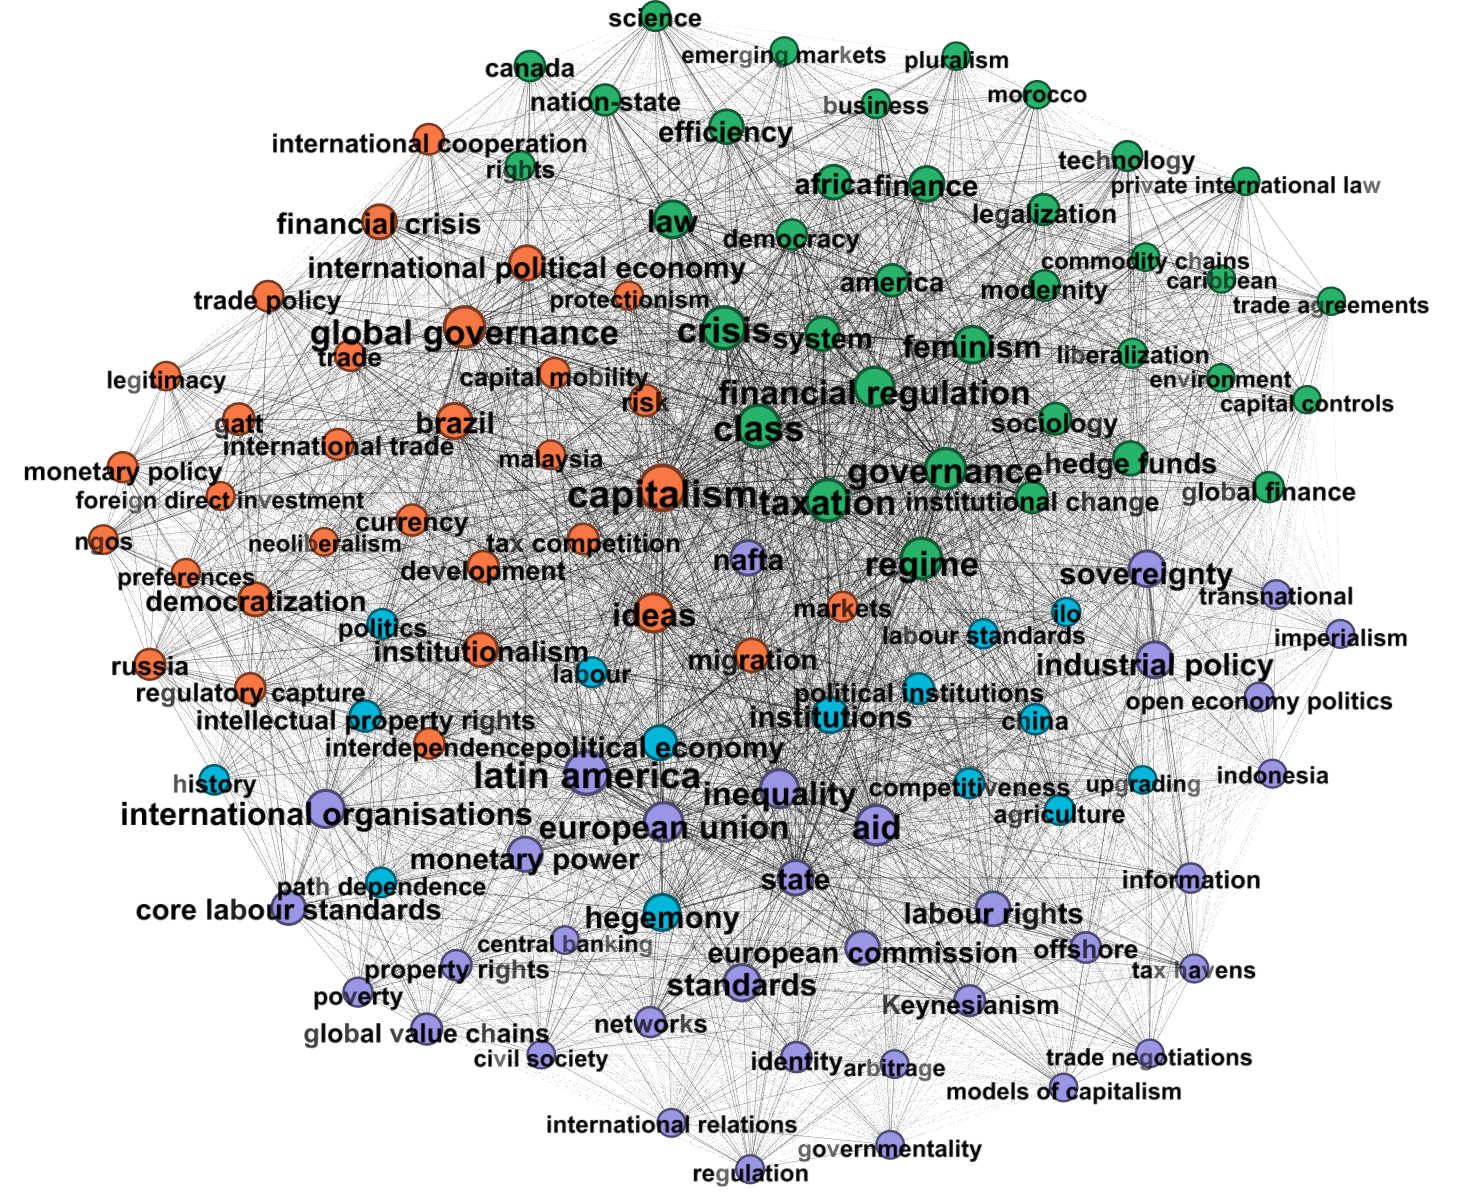 science
emerging markets
pluralism
canada
nation-state
business
morocco
efficiency
international cooperation
rights
technology
private international law
africa
finance
legalization
financial crisis
law
democracy
international political economy
commodity chains
america
modernity
caribbean
trade policy
protectionism
trade agreements
global governance
crisis
system
feminism
trade
liberalization
legitimacy
capital mobility
environment
financial regulation
risk
capital controls
gatt
brazil
class
sociology
international trade
malaysia
monetary policy
governance
hedge funds
foreign direct investment
capitalism
taxation
institutional change
global finance
currency
ngos
neoliberalism
tax competition
nafta
preferences
development
regime
sovereignty
democratization
transnational
ideas
markets
ilo
politics
labour standards
imperialism
institutionalism
russia
labour
migration
industrial policy
regulatory capture
political institutions
open economy politics
intellectual property rights
institutions
china
interdependence
political economy
history
latin america
inequality
competitiveness
upgrading
indonesia
international organisations
european union
aid
agriculture
monetary power
path dependence
state
information
core labour standards
hegemony
labour rights
central banking
european commission
offshore
property rights
tax havens
poverty
standards
Keynesianism
global value chains
networks
civil society
identity
arbitrage
trade negotiations
models of capitalism
international relations
governmentality
regulation